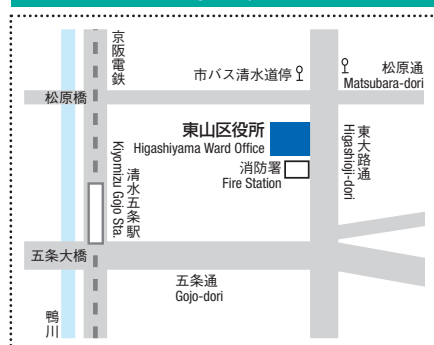 京阪電鉄
市バス清水道停
松原通
Matsubara-dori
松原橋
東山区役所
Higashiyama Ward Office
消防署
Fire Station
東大路通
Higashioji-dori
清水五条駅
Kiyomizu Gojo Sta.
五条大橋
五条通
Gojo-dori
鴨川